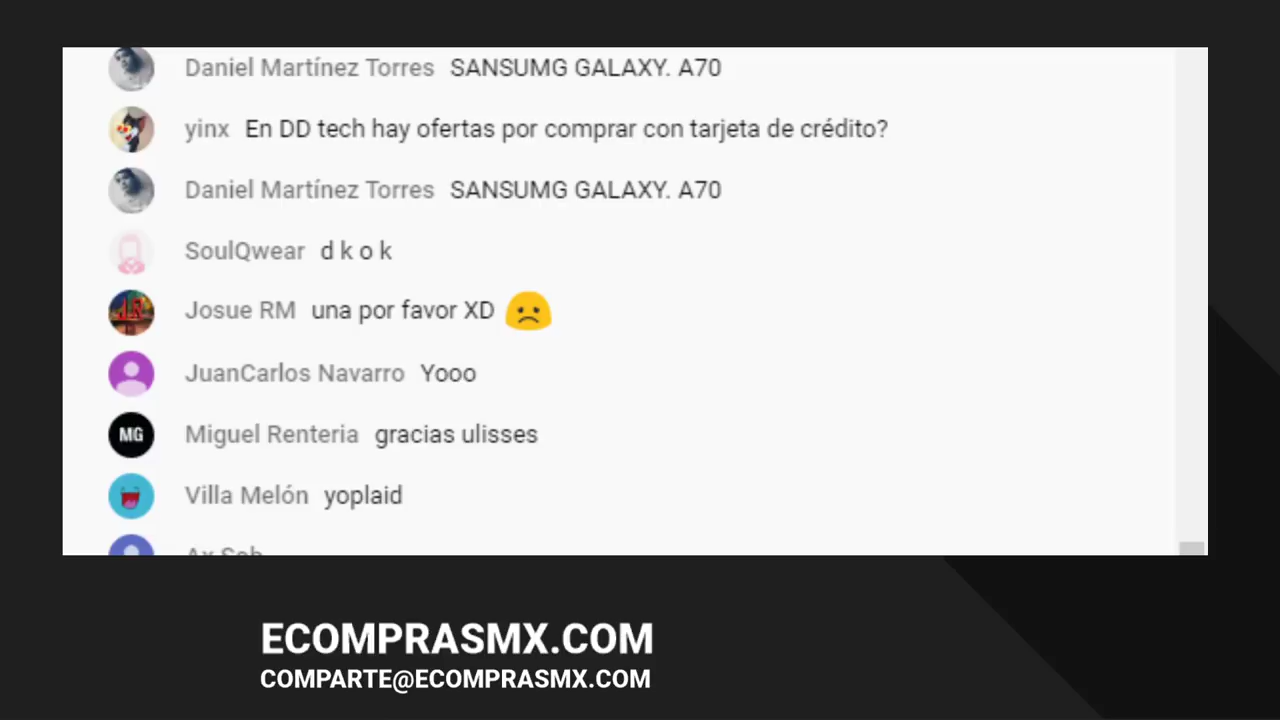 Daniel Martínez Torres SANSUMG GALAXY. A70
yinx En DD tech hay ofertas por comprar con tarjeta de crédito?
Daniel Martínez Torres SANSUMG GALAXY. A70
SoulQwear d k o k
Josue RM una por favor XD
JuanCarlos Navarro Yooo
MG Miguel Renteria gracias ulisses
Villa Melón yoplaid
ECOMPRASMX.COM
COMPARTE@ECOMPRASMX.COM